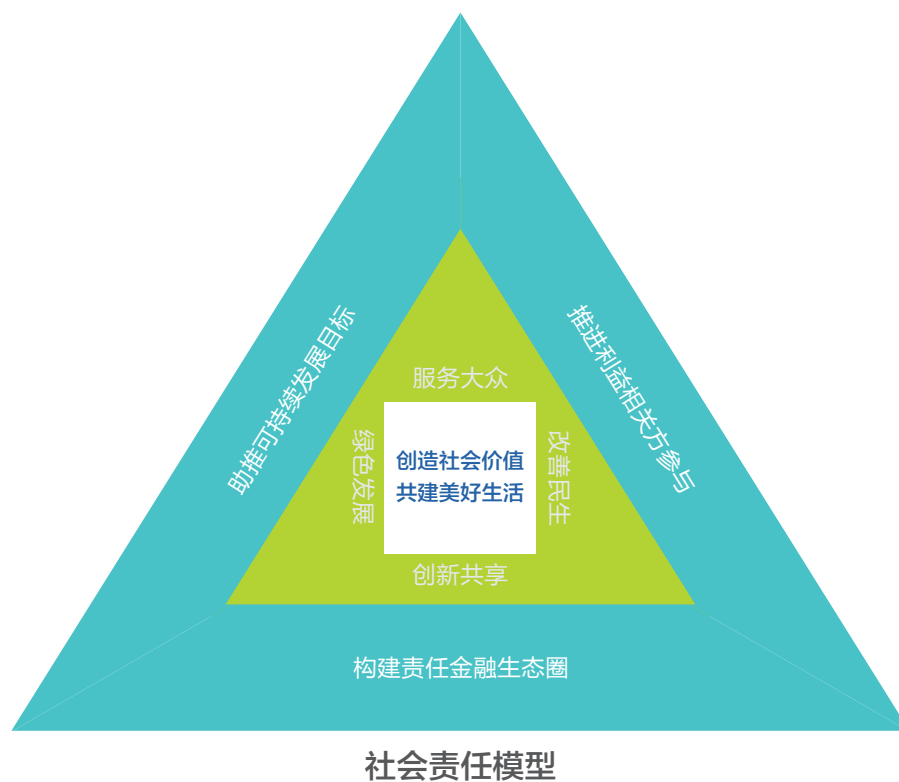 助推可持续发展目标
推进利益相关方参与
服务大众
绿色发展
创造社会价值
共建美好生活
改善民生
创新共享
构建责任金融生态圈
社会责任模型